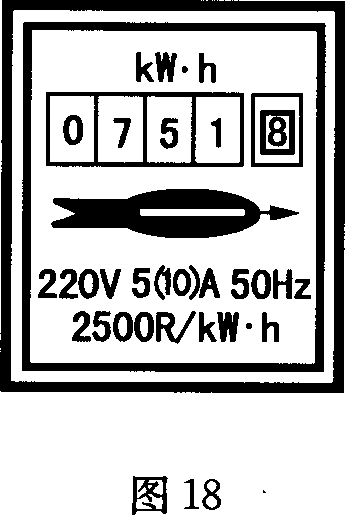 kW·h
0 7 5 1 8
220V 5(10)A 50Hz
2500R/kW·h
图 18